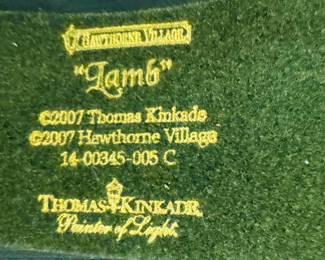 HAWTHORNE VILLAGE
"Lamb"
©2007 Thomas Kinkade
©2007 Hawthorne Village
14-00345-005 C
THOMAS KINKADE
Painter of Light